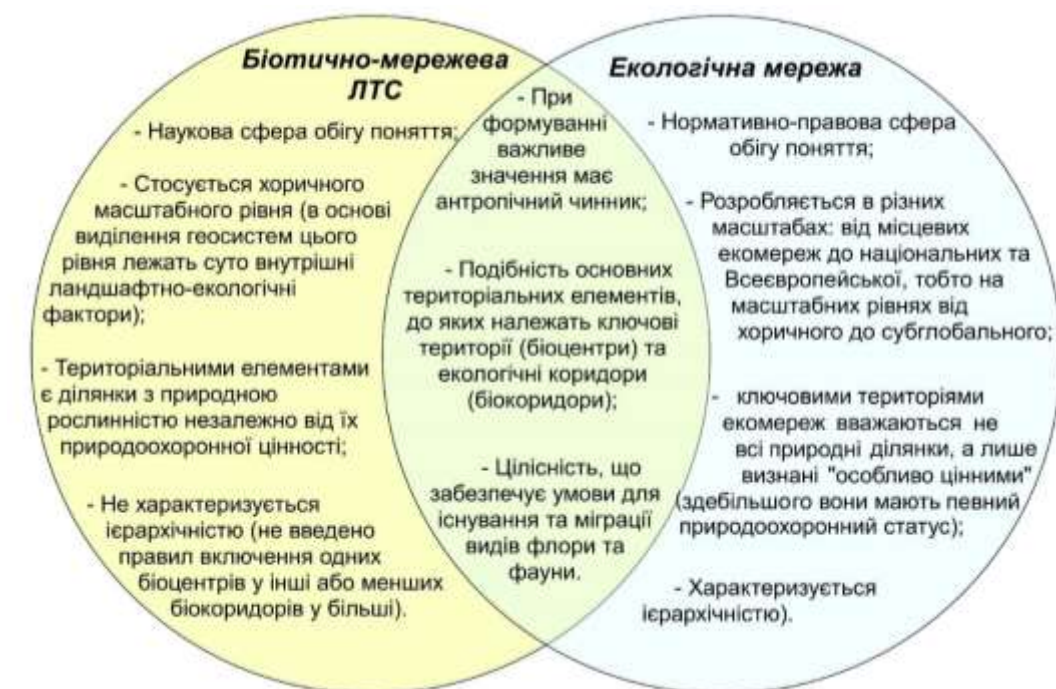 Біотично-мережева
ЛТС
- Наукова сфера обігу поняття;
- Стосується хоричного
масштабного рівня (в основі
виділення геосистем цього
рівня лежать суто внутрішні
ландшафтно-екологічні
фактори);
- Територіальними елементами
є ділянки з природною
рослинністю незалежно від їх
природоохоронної цінності;
- Не характеризується
ієрархічністю (не введено
правил включення одних
біоцентрів у інші або менших
біокоридорів у більші).
- При
формуванні
важливе
значення має
антропічний чинник;
- Подібність основних
територіальних елементів,
до яких належать ключові
території (біоцентри) та
екологічні коридори
(біокоридори);
- Цілісність, що
забезпечує умови для
існування та міграції
видів флори та
фауни.
Екологічна мережа
- Нормативно-правова сфера
обігу поняття;
- Розробляється в різних
масштабах: від місцевих
екомереж до національних та
Всеєвропейської, тобто на
масштабних рівнях від
хоричного до субглобального;
- ключовими територіями
екомереж вважаються не
всі природні ділянки, а лише
визнані "особливо цінними"
(здебільшого вони мають певний
природоохоронний статус);
- Характеризується
ієрархічністю).